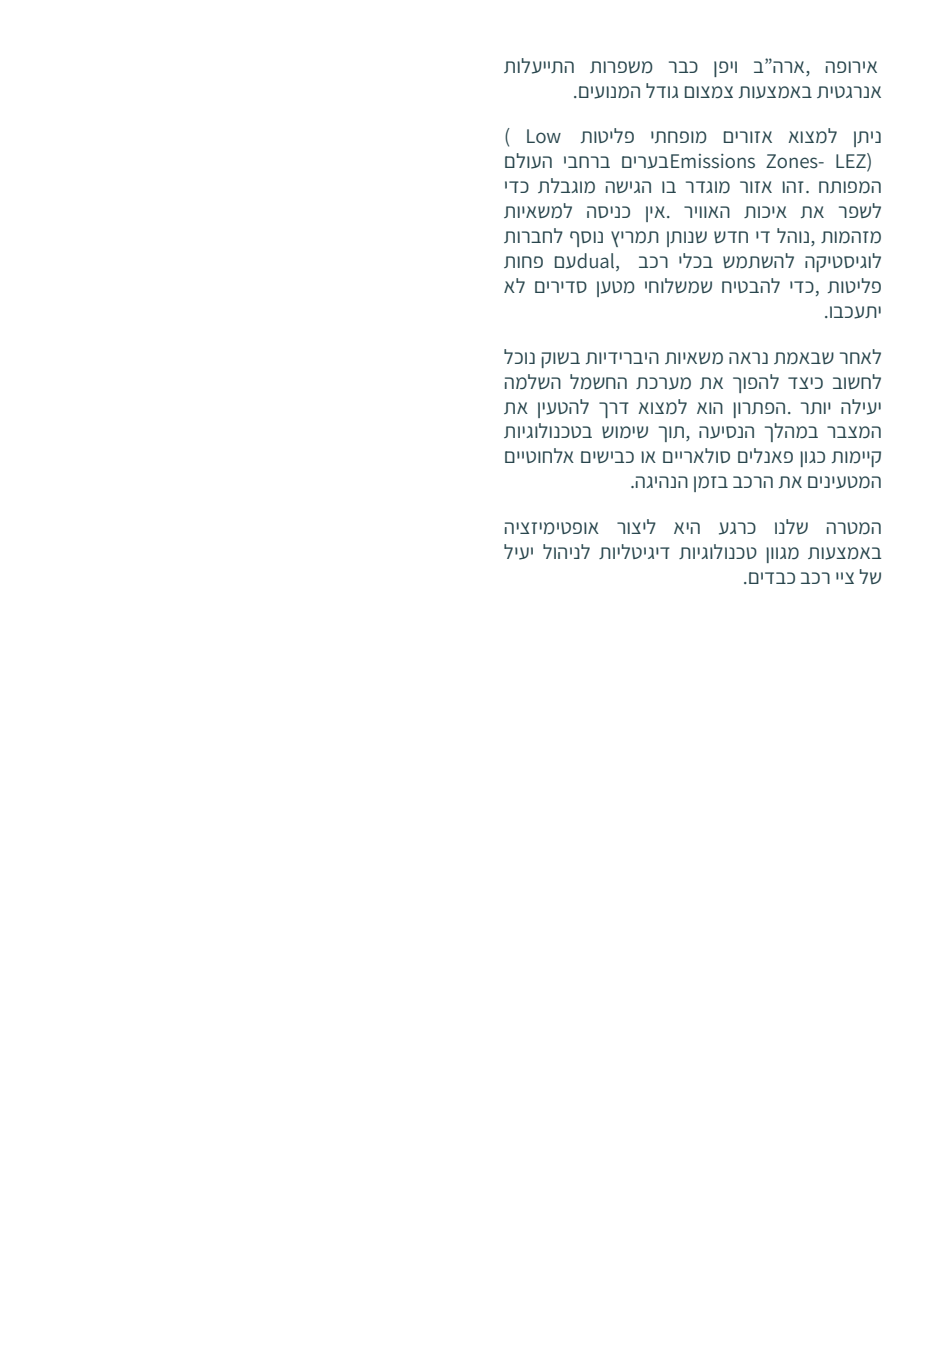 אירופה ,ארה”ב ויפן כבר משפרות התייעלות
אנרגטית באמצעות צמצום גודל המנועים.
ניתן למצוא אזורים מופחתי פליטות Low )
(Emissions Zones- LEZבערים ברחבי העולם
המפותח .זהו אזור מוגדר בו הגישה מוגבלת כדי
לשפר את איכות האוויר .אין כניסה למשאיות
מזהמות ,נוהל די חדש שנותן תמריץ נוסף לחברות
לוגיסטיקה להשתמש בכלי רכב dual,עם פחות
פליטות ,כדי להבטיח שמשלוחי מטען סדירים לא
יתעכבו.
לאחר שבאמת נראה משאיות היברידיות בשוק נוכל
לחשוב כיצד להפוך את מערכת החשמל השלמה
יעילה יותר .הפתרון הוא למצוא דרך להטעין את
המצבר במהלך הנסיעה ,תוך שימוש בטכנולוגיות
קיימות כגון פאנלים סולאריים או כבישים אלחוטיים
המטעינים את הרכב בזמן הנהיגה.
המטרה שלנו כרגע היא ליצור אופטימיזציה
באמצעות מגוון טכנולוגיות דיגיטליות לניהול יעיל
של ציי רכב כבדים.